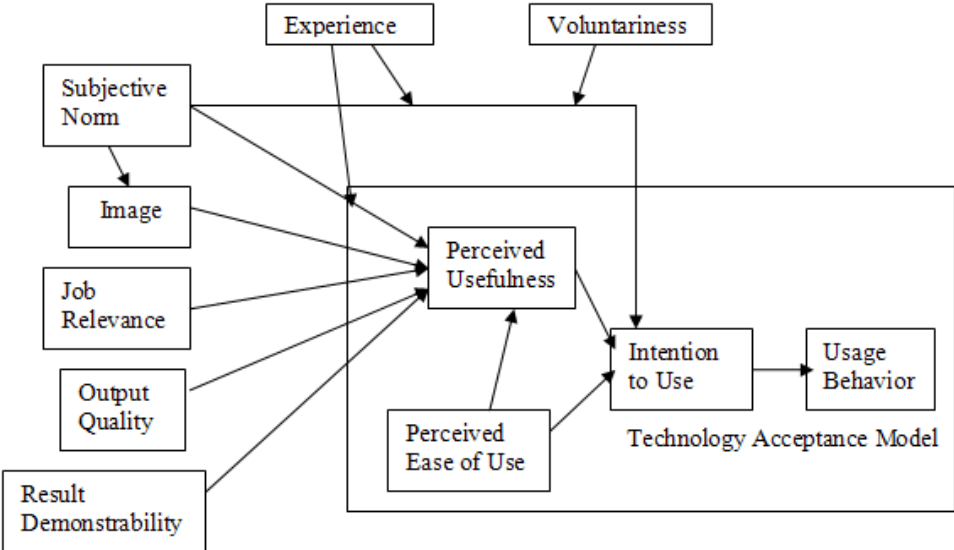 Experience
Voluntariness
Subjective
Norm
Image
Perceived
Usefulness
Job
Relevance
Intention
to Use
Usage
Behavior
Output
Quality
Perceived
Ease of Use
Technology Acceptance Model
Result
Demonstrability